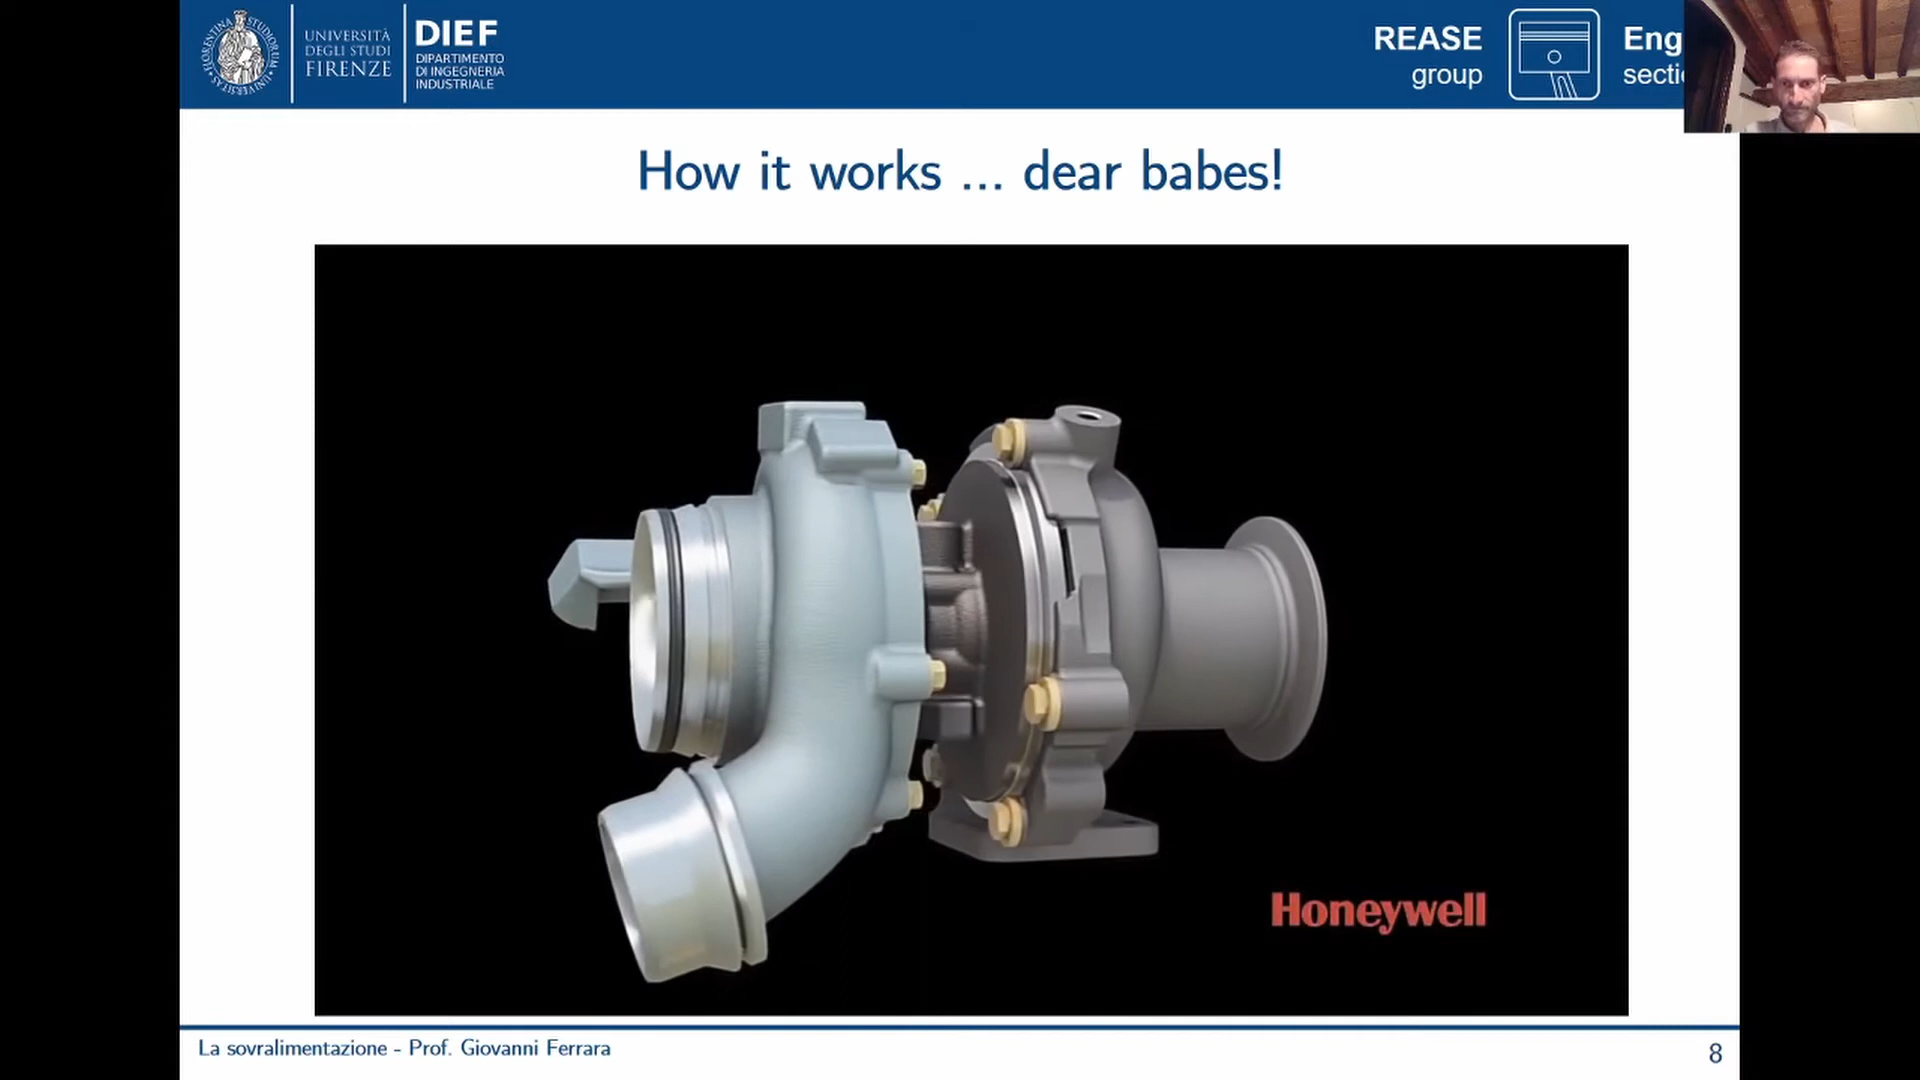 UNIVERSITÀ
DEGLI STUDI
FIRENZE
DIEF
DIPARTIMENTO
DI INGEGNERIA
INDUSTRIALE
REASE
group
Eng
secti
How it works ... dear babes!
Honeywell
La sovralimentazione - Prof. Giovanni Ferrara
8